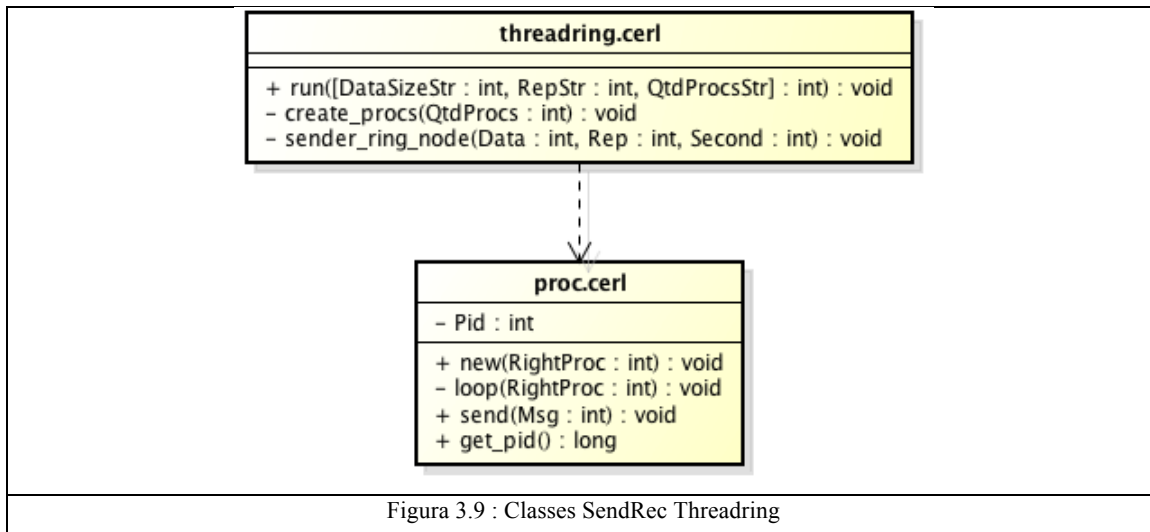 threadring.cerl
+ run([DataSizeStr : int, RepStr : int, QtdProcsStr] : int) : void
- create_procs(QtdProcs : int) : void
- sender_ring_node(Data : int, Rep : int, Second : int) : void
proc.cerl
- Pid : int
+ new(RightProc : int) : void
- loop(RightProc : int) : void
+ send(Msg : int) : void
+ get_pid() : long
Figura 3.9 : Classes SendRec Threadring